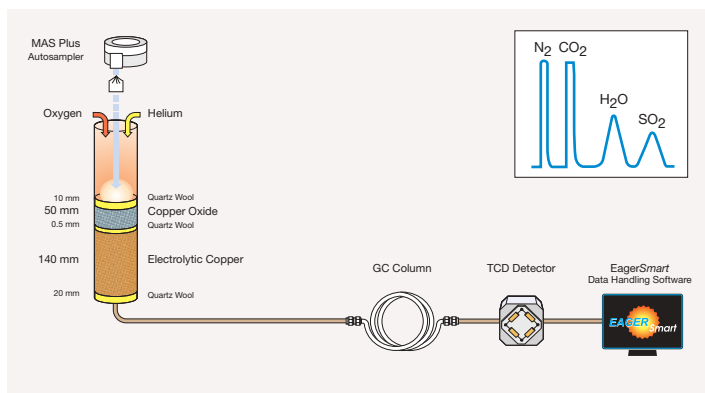 MAS Plus
Autosampler
Oxygen
Helium
10 mm
Quartz Wool
50 mm
Copper Oxide
0.5 mm
Quartz Wool
140 mm
Electrolytic Copper
20 mm
Quartz Wool
N2 CO2
H2O
SO2
GC Column
TCD Detector
EagerSmart
Data Handling Software
EAGER
Smart